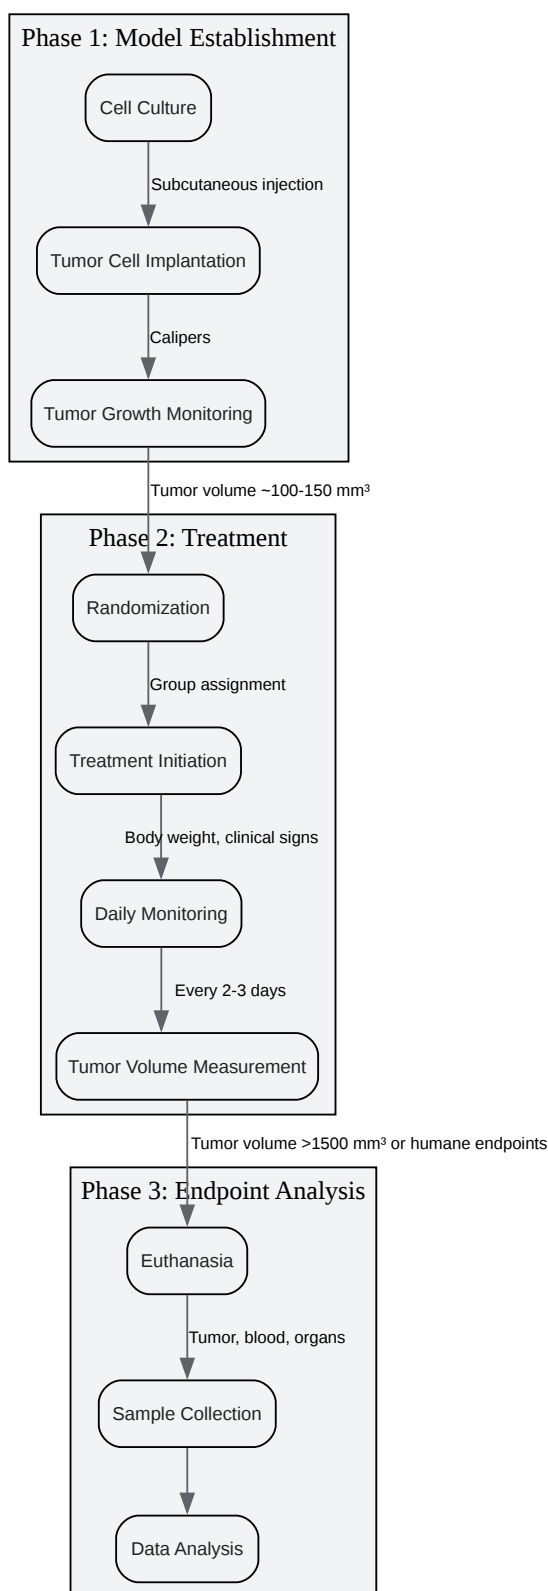 Phase 1: Model Establishment
Cell Culture
Subcutaneous injection
Tumor Cell Implantation
Calipers
Tumor Growth Monitoring
Tumor volume ~100-150 mm³
Phase 2: Treatment
Randomization
Group assignment
Treatment Initiation
Body weight, clinical signs
Daily Monitoring
Every 2-3 days
Tumor Volume Measurement
Tumor volume >1500 mm³ or humane endpoints
Phase 3: Endpoint Analysis
Euthanasia
Tumor, blood, organs
Sample Collection
Data Analysis